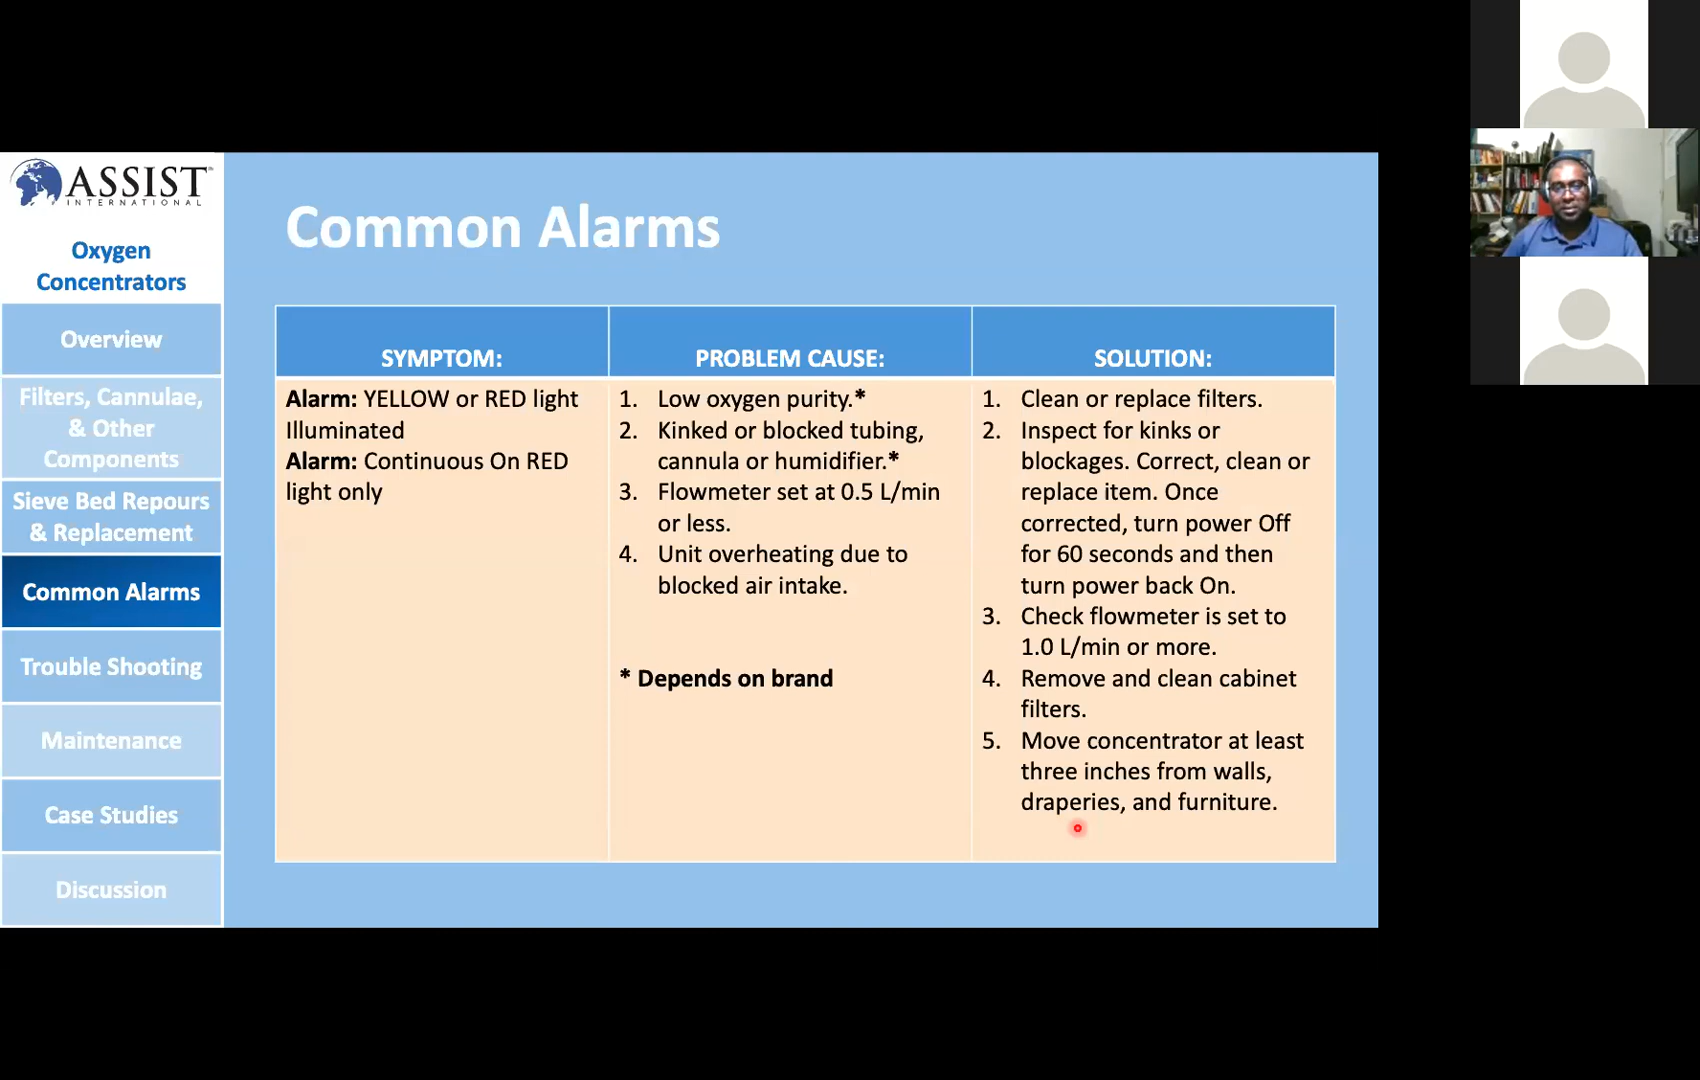 ASSIST
INTERNATIONAL
Oxygen
Concentrators
Overview
Filters, Cannulae,
& Other
Components
Sieve Bed Repours
& Replacement
Common Alarms
Trouble Shooting
Maintenance
Case Studies
Discussion
Common Alarms
SYMPTOM:
Alarm: YELLOW or RED light
Illuminated
Alarm: Continuous On RED
light only
PROBLEM CAUSE:
1. Low oxygen purity.*
2. Kinked or blocked tubing,
cannula or humidifier.*
3. Flowmeter set at 0.5 L/min
or less.
4. Unit overheating due to
blocked air intake.
* Depends on brand
SOLUTION:
1. Clean or replace filters.
2. Inspect for kinks or
blockages. Correct, clean or
replace item. Once
corrected, turn power Off
for 60 seconds and then
turn power back On.
3. Check flowmeter is set to
1.0 L/min or more.
4. Remove and clean cabinet
filters.
5. Move concentrator at least
three inches from walls,
draperies, and furniture.